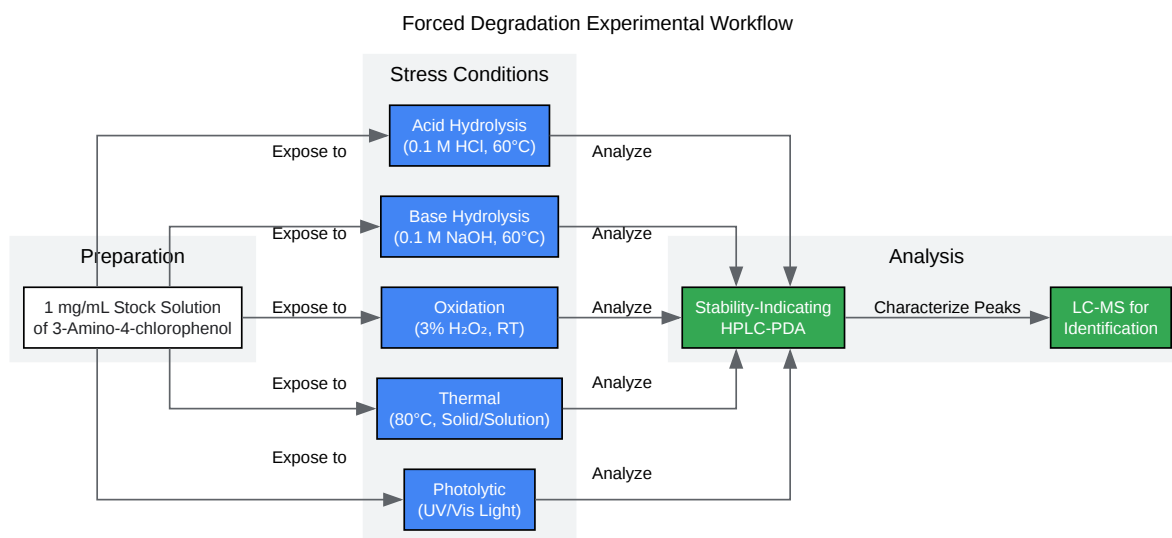 Forced Degradation Experimental Workflow
Stress Conditions
Acid Hydrolysis
(0.1 M HCl, 60°C)
Expose to
Analyze
Base Hydrolysis
(0.1 M NaOH, 60°C)
Expose to
Analyze
Preparation
Analysis
1 mg/mL Stock Solution
of 3-Amino-4-chlorophenol
Expose to
Oxidation
(3% H₂O₂, RT)
Analyze
Stability-Indicating
HPLC-PDA
Characterize Peaks
LC-MS for
Identification
Expose to
Thermal
(80°C, Solid/Solution)
Analyze
Expose to
Photolytic
(UV/Vis Light)
Analyze